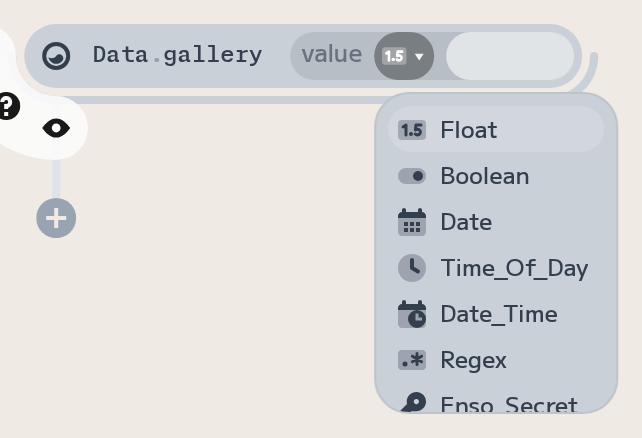 Data.gallery value 1.5
1.5 Float
Boolean
Date
Time_Of_Day
Date_Time
.* Regex
Enso_Secret
?